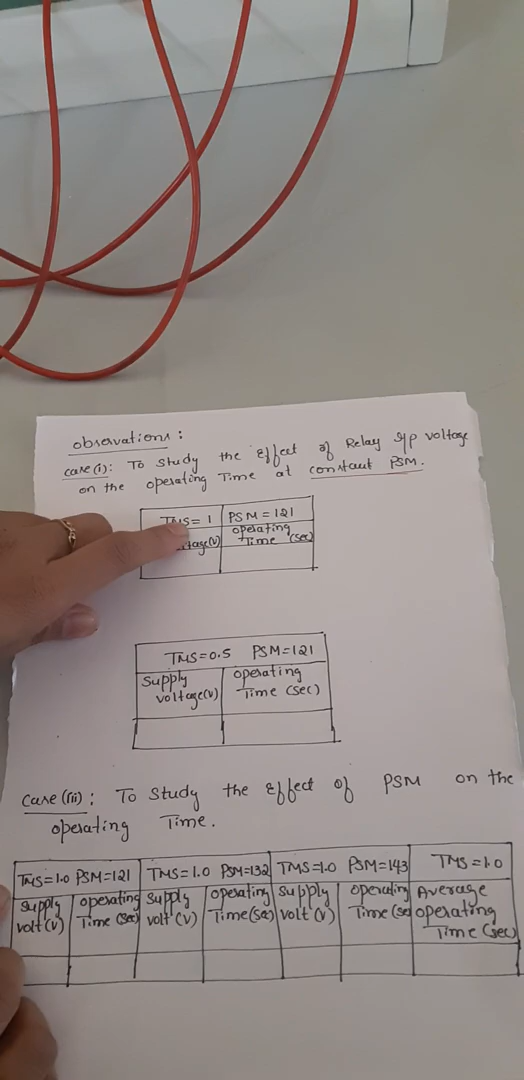 observations :
case(i): To study the Effect of Relay I/p voltage
on the operating Time at constant PSM.
TMS= 1 PSM=121
operating
Time (sec)
TMS=0.5 PSM=121
Supply voltage(v) operating Time (sec)
case (iii) : To study the Effect of PSM on the
operating Time.
TMS=1.0 PSM=121 TMS=1.0 PSM=132 TMS=1.0 PSM=143 TMS=1.0
Supply volt(v) operating Time(sec) Supply volt(v) operating Time(sec) Supply volt(v) operating Time(sec) Average operating Time(sec)